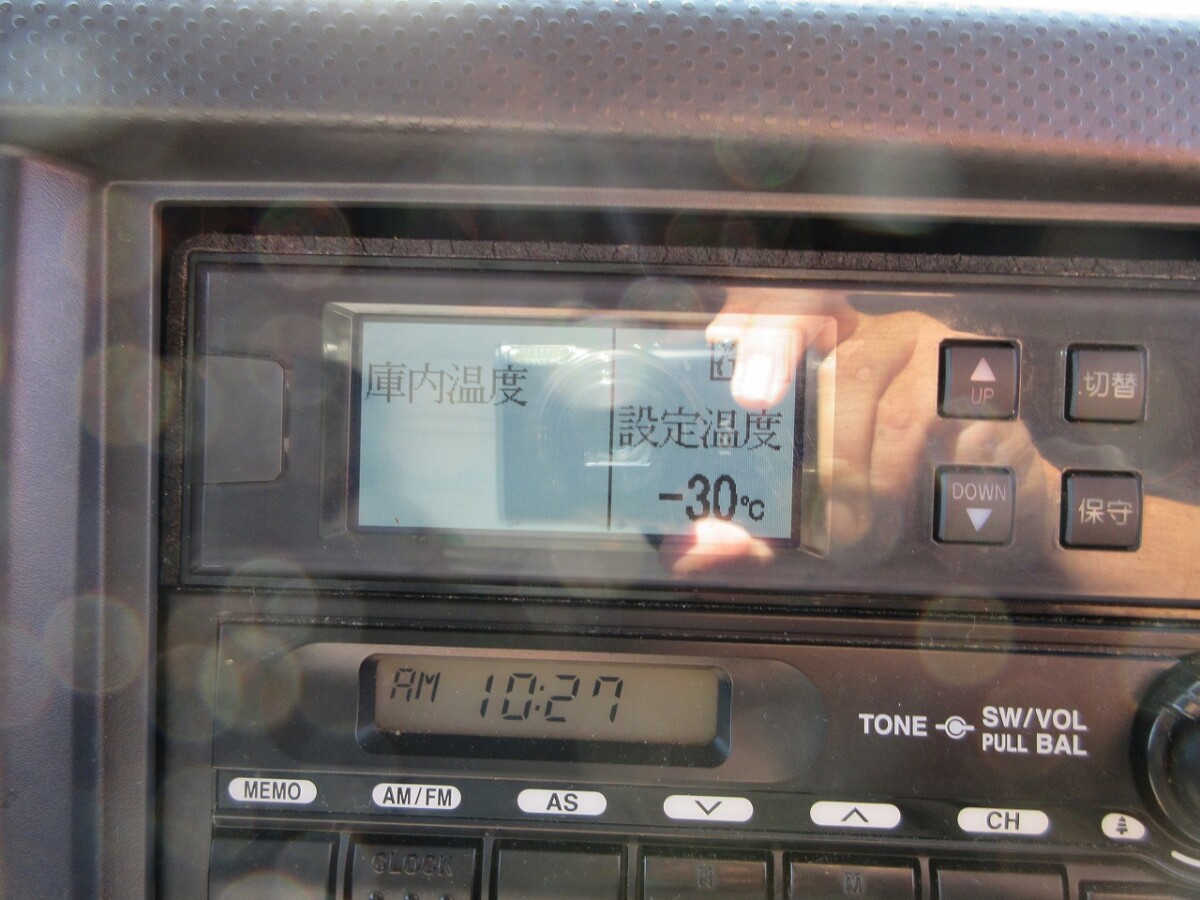 庫内温度
設定温度
-30℃
UP
切替
DOWN
保守
AM 10:27
TONE SW/VOL
PULL BAL
MEMO
AM/FM
AS
CH
CLOCK
M